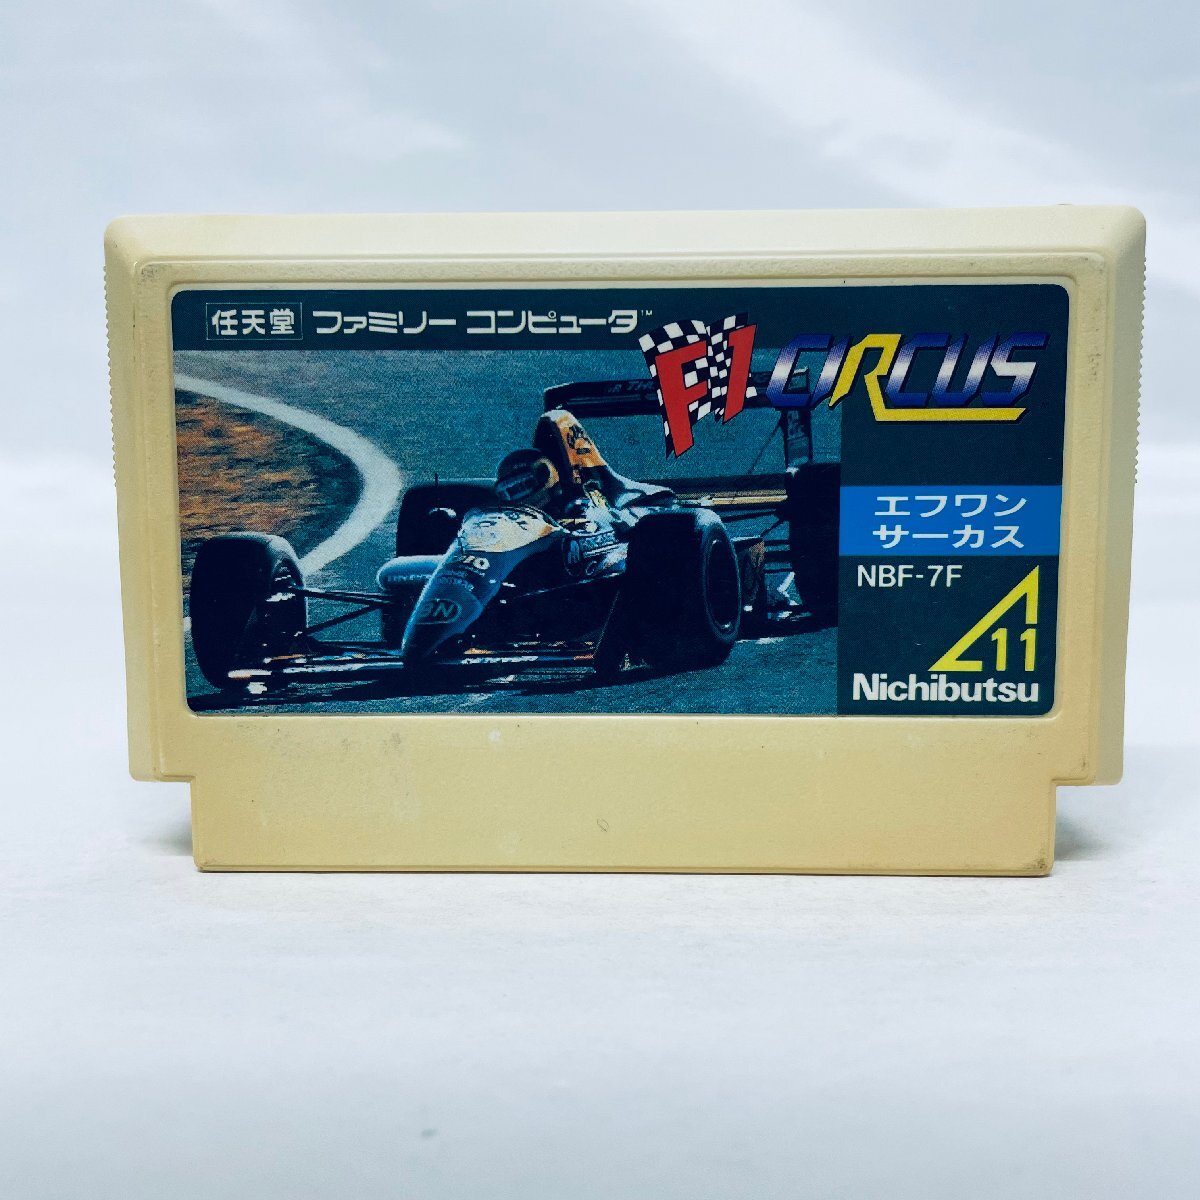 任天堂 ファミリー コンピュータ™
F1 CIRCUS
エフワン
サーカス
NBF-7F
11
Nichibutsu